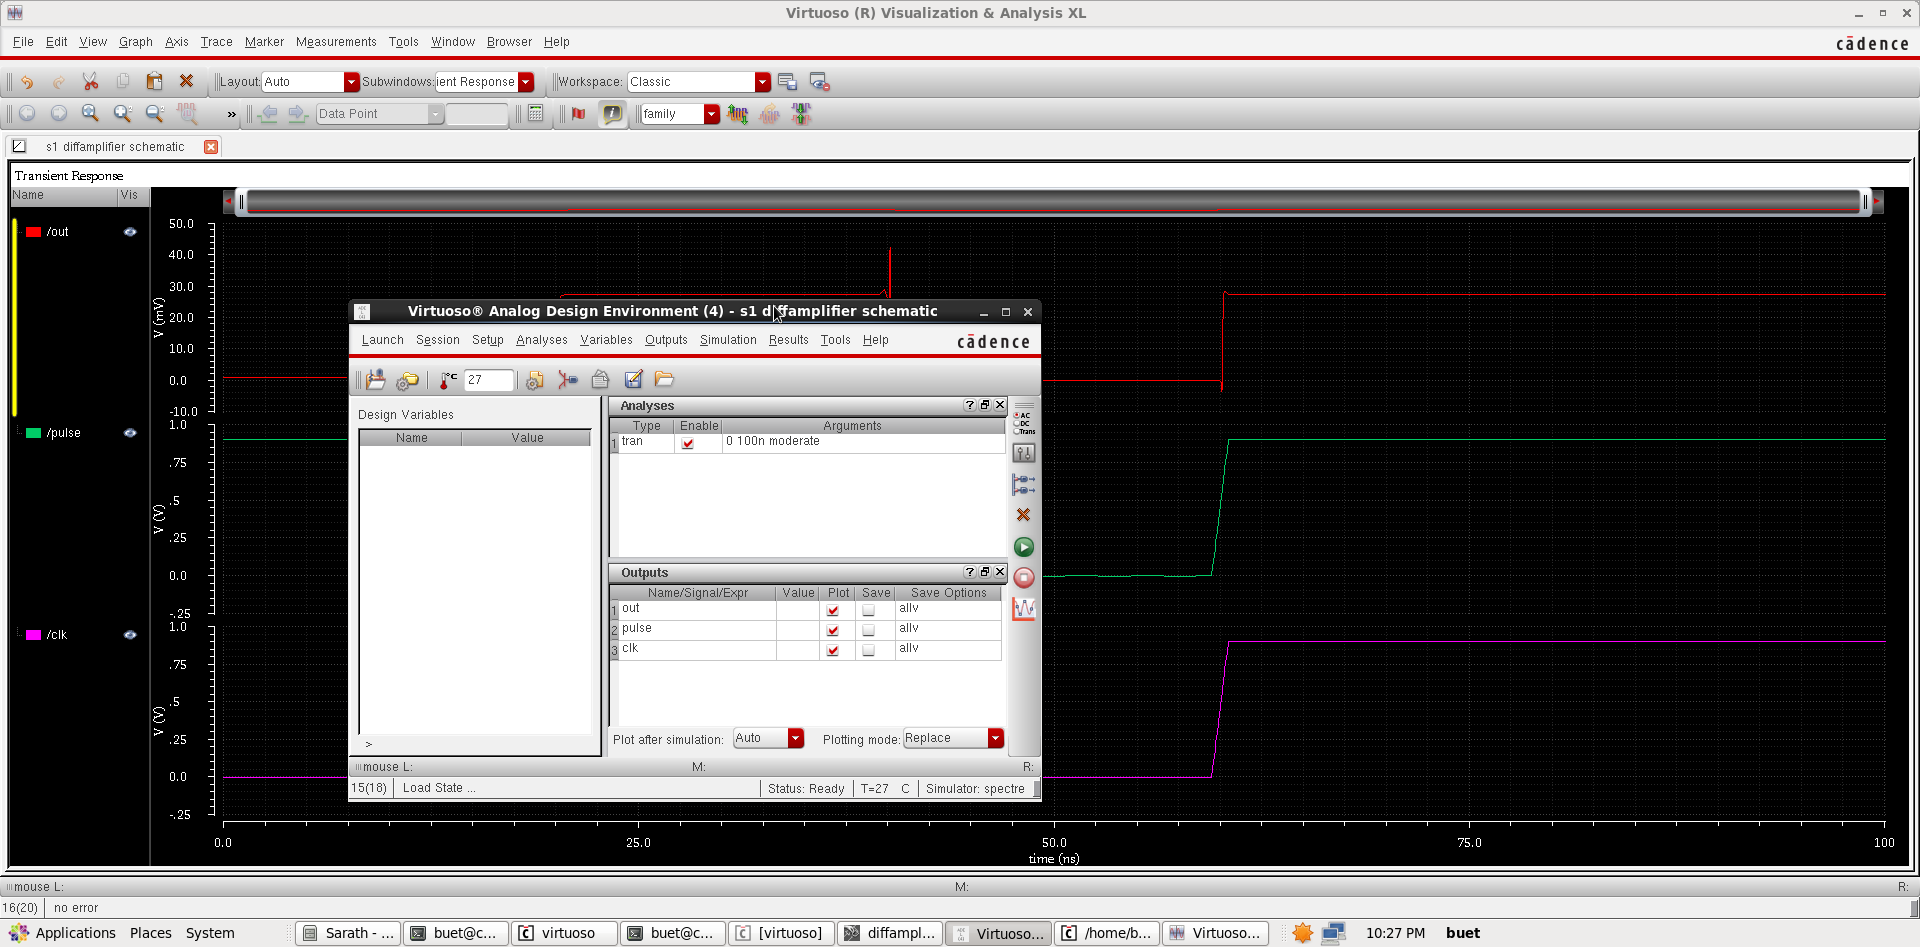 Virtuoso (R) Visualization & Analysis XL
File Edit View Graph Axis Trace Marker Measurements Tools Window Browser Help
cādence
Layout: Auto Subwindows: ient Response Workspace: Classic
» Data Point family
s1 diffamplifier schematic
Transient Response
Name Vis
/out
50.0
40.0
30.0
20.0
10.0
0.0
-10.0
V (mV)
/pulse
1.0
.75
.5
.25
0.0
-.25
V (V)
/clk
1.0
.75
.5
.25
0.0
-.25
V (V)
0.0 25.0 50.0 75.0 100
time (ns)
Virtuoso® Analog Design Environment (4) - s1 diffamplifier schematic
Launch Session Setup Analyses Variables Outputs Simulation Results Tools Help
cādence
°C 27
Design Variables
Name Value
>
Analyses
Type Enable Arguments
1 tran 0 100n moderate
AC
DC
Trans
Outputs
Name/Signal/Expr Value Plot Save Save Options
1 out allv
2 pulse allv
3 clk allv
Plot after simulation: Auto Plotting mode: Replace
mouse L: M: R:
15(18) Load State ... Status: Ready T=27 C Simulator: spectre
mouse L: M: R:
16(20) no error
Applications Places System Sarath - ... buet@c... virtuoso buet@c... [virtuoso] diffampl... Virtuoso... /home/b... Virtuoso... 10:27 PM buet